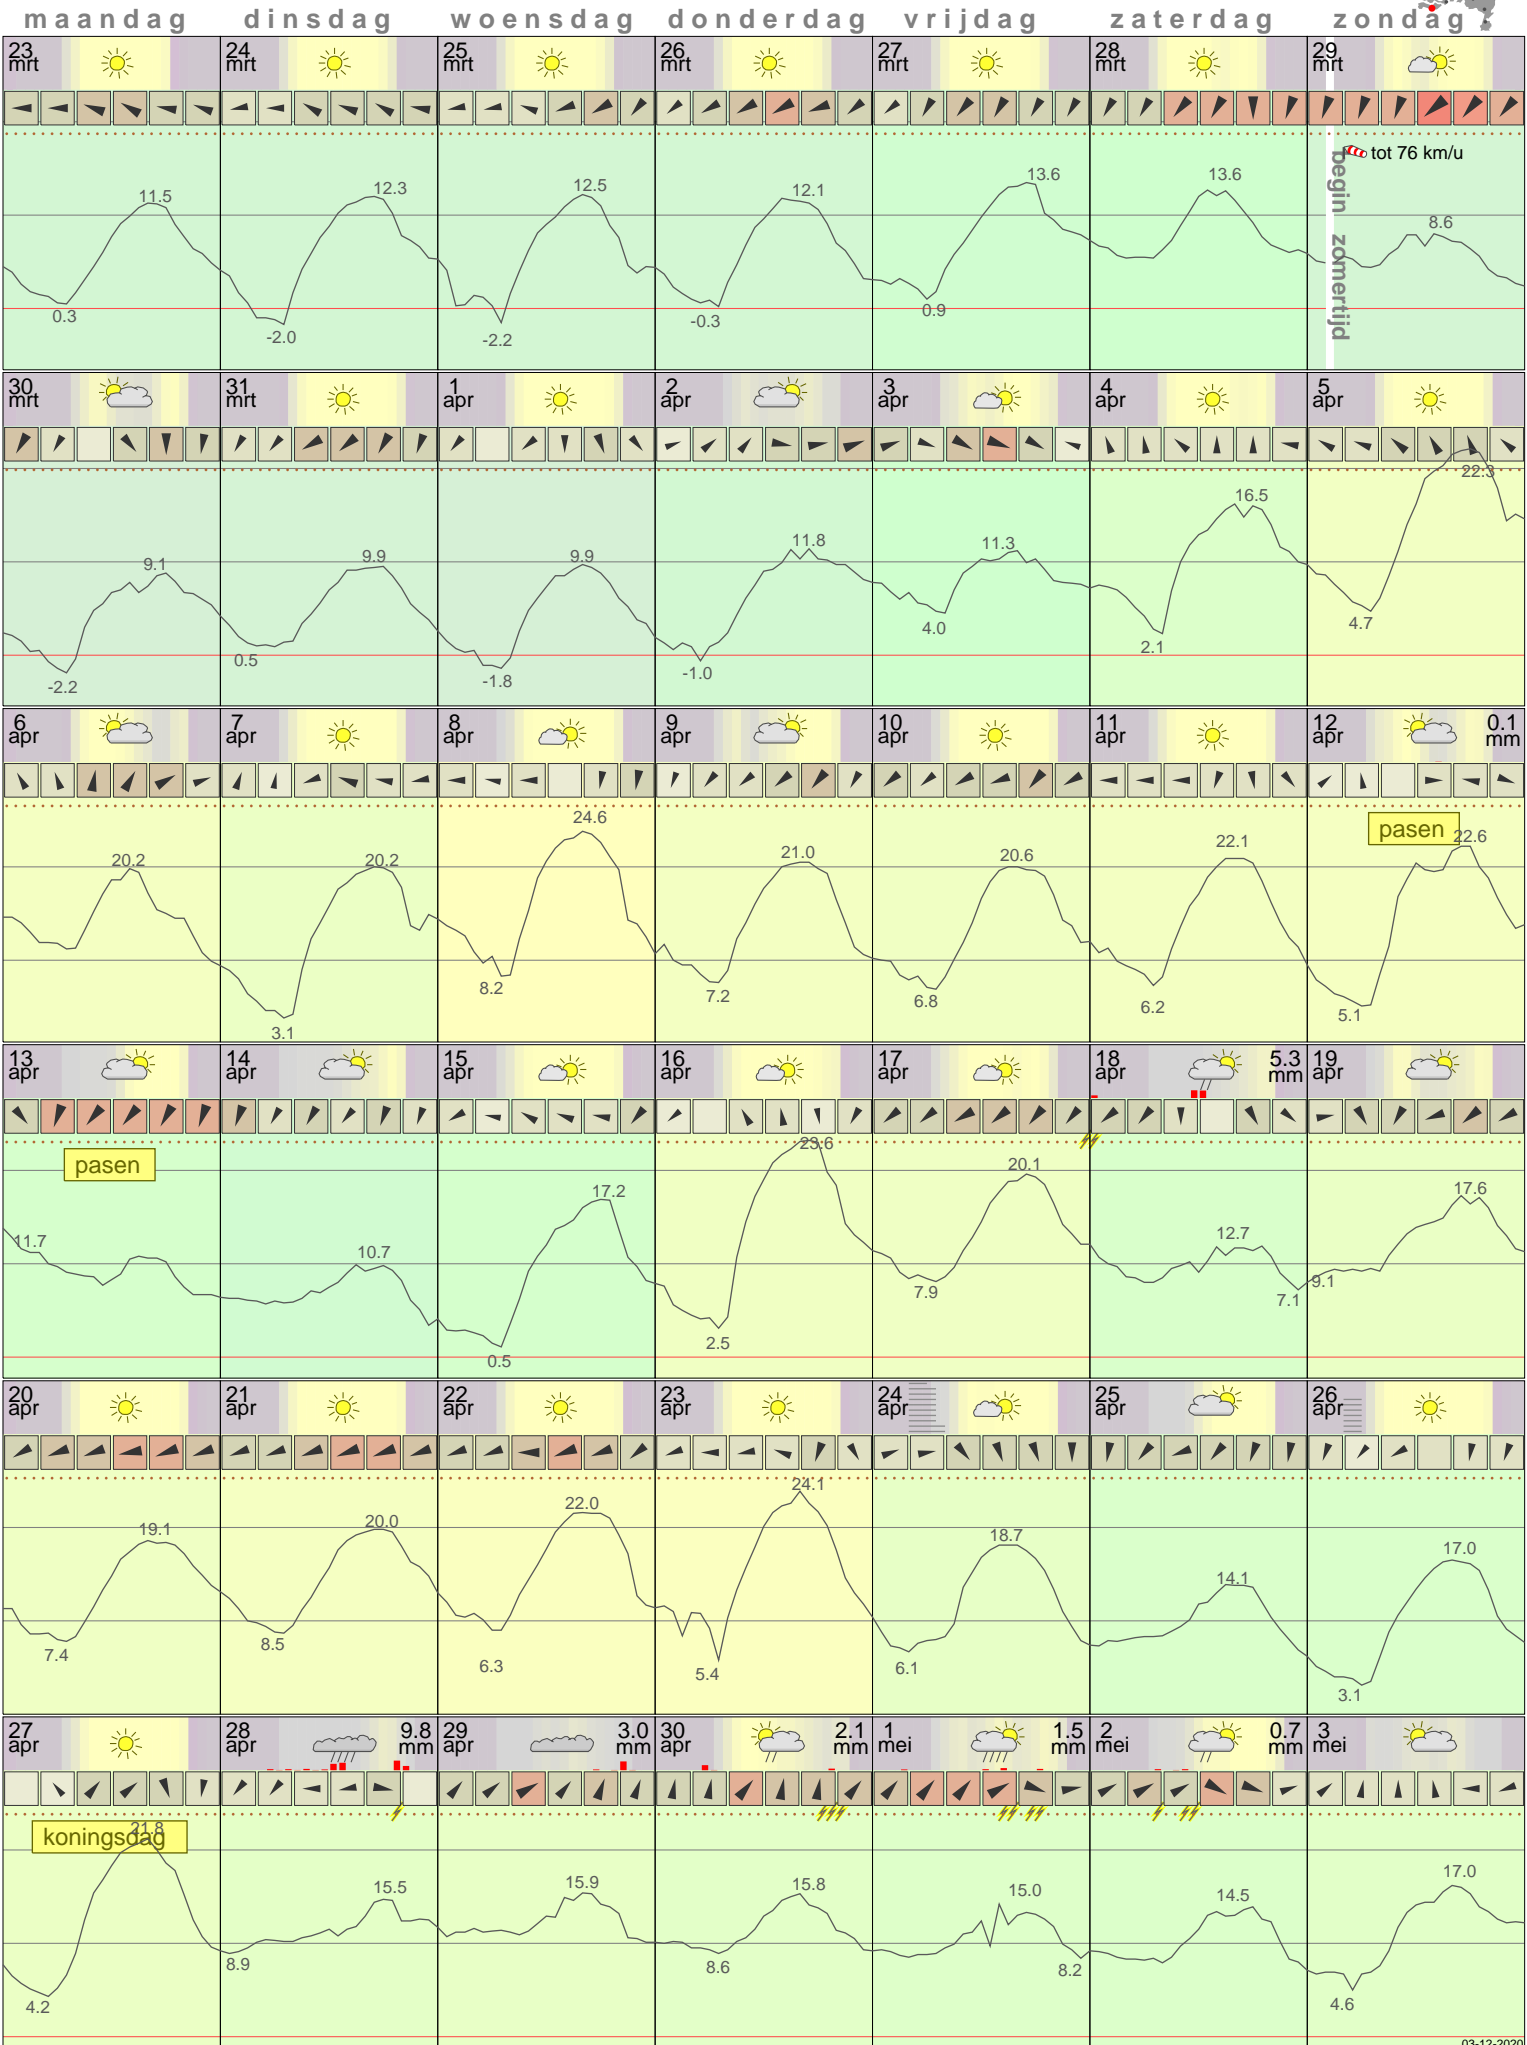 maandag dinsdag woensdag donderdag vrijdag zaterdag zondag
23 24 25 26 27 28 29
mrt mrt mrt mrt mrt mrt mrt
tot 76 km/u
begin zomertijd
11.5 12.3 12.5 12.1 13.6 13.6 8.6
0.3 -2.0 -2.2 -0.3 0.9
30 31 1 2 3 4 5
mrt mrt apr apr apr apr apr
9.1 9.9 9.9 11.8 11.3 16.5 22.3
-2.2 0.5 -1.8 -1.0 4.0 2.1 4.7
6 7 8 9 10 11 12 0.1
apr apr apr apr apr apr apr mm
pasen
20.2 20.2 24.6 21.0 20.6 22.1 22.6
3.1 8.2 7.2 6.8 6.2 5.1
13 14 15 16 17 18 5.3 19
apr apr apr apr apr apr mm apr
pasen
11.7 10.7 17.2 23.6 20.1 12.7 17.6
0.5 2.5 7.9 7.1 9.1
20 21 22 23 24 25 26
apr apr apr apr apr apr apr
19.1 20.0 22.0 24.1 18.7 14.1 17.0
7.4 8.5 6.3 5.4 6.1 3.1
27 28 9.8 29 3.0 30 2.1 1 1.5 2 0.7 3
apr apr mm apr mm apr mm mei mm mei mm mei
koningsdag
21.8 15.5 15.9 15.8 15.0 14.5 17.0
4.2 8.9 8.6 8.2 4.6
03-12-2020